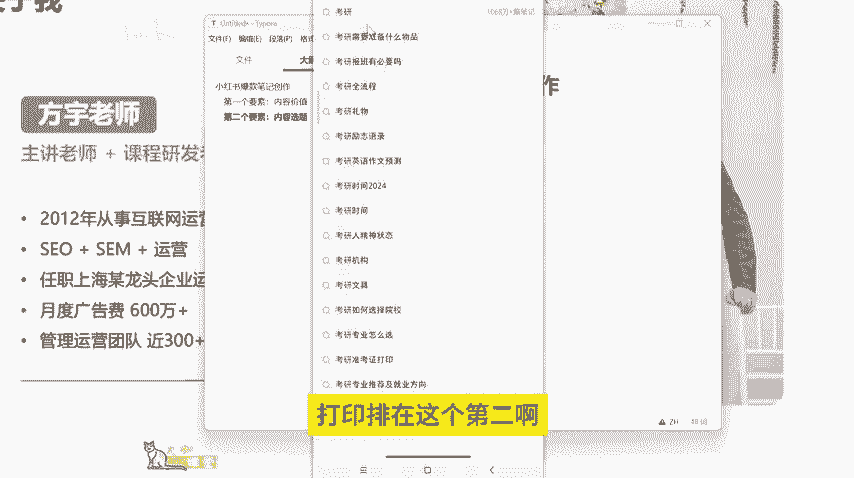 关于我
Untitled - Typora
文件(F) 编辑(E) 段落(P) 格式
文件
小红书爆款笔记创作
第一个要素：内容价值
第二个要素：内容选题
作
方宇老师
主讲老师 + 课程研发
2012年从事互联网运营
SEO + SEM + 运营
任职上海某龙头企业运
月度广告费 600万+
管理运营团队 近300+
考研
考研需要准备什么物品
考研报班有必要吗
考研全流程
考研礼物
考研励志语录
考研英语作文预测
考研时间2024
考研时间
考研人精神状态
考研机构
考研文具
考研如何选择院校
考研专业怎么选
考研准考证打印
考研专业推荐及就业方向
打印排在这个第二啊